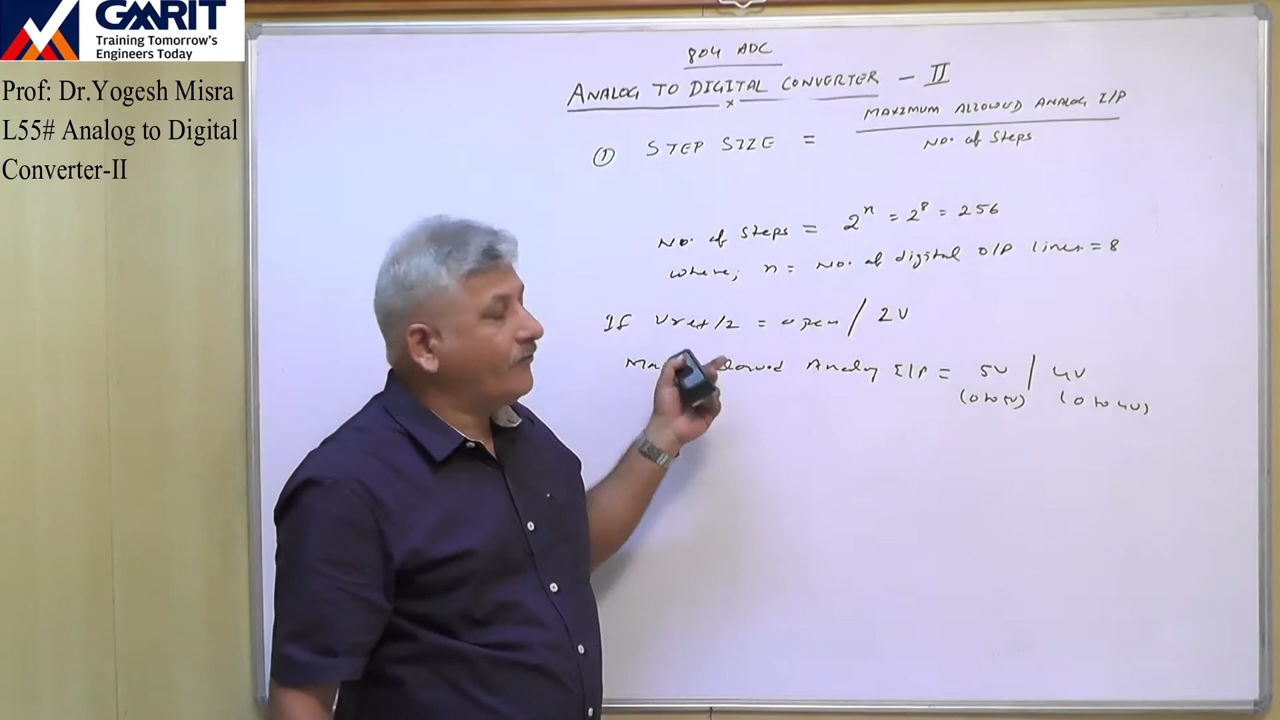 GMRIT
Training Tomorrow's
Engineers Today
Prof: Dr.Yogesh Misra
L55# Analog to Digital
Converter-II
804 ADC
ANALOG TO DIGITAL CONVERTER - II
① STEP SIZE = MAXIMUM ALLOWED ANALOG I/P
No. of Steps
No. of Steps = 2^n = 2^8 = 256
where; n = No. of digital O/P lines = 8
If Vref/2 = open / 2V
Analog I/P = 5V / 4V
(0 to 5V) (0 to 4V)